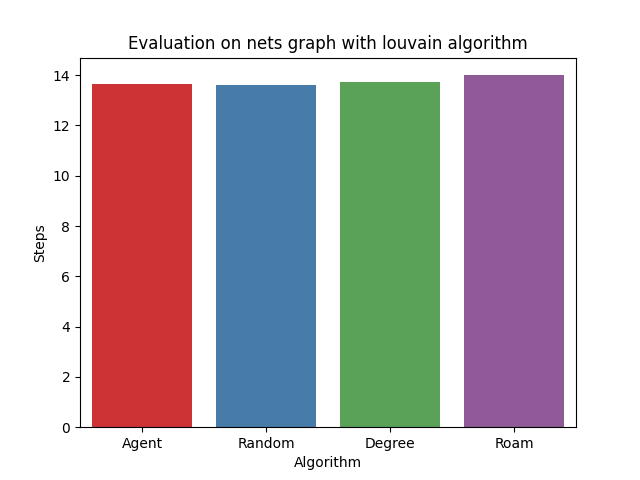 Evaluation on nets graph with louvain algorithm
14
12
10
8
6
4
2
0
Steps
Agent Random Degree Roam
Algorithm